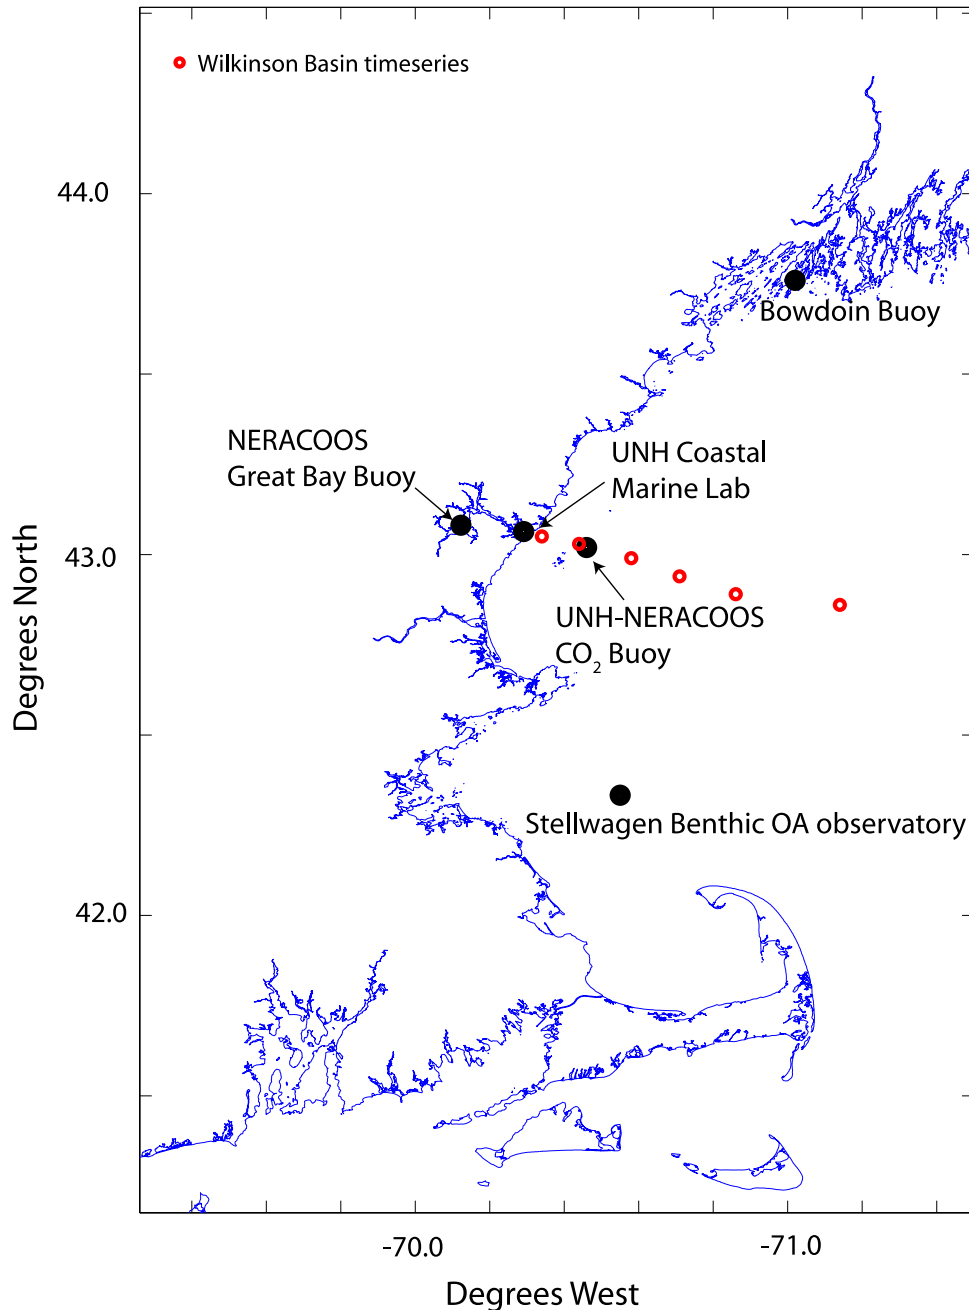 Wilkinson Basin timeseries
44.0
Bowdoin Buoy
NERACOOS
Great Bay Buoy
UNH Coastal
Marine Lab
43.0
UNH-NERACOOS
CO₂ Buoy
Degrees North
Stellwagen Benthic OA observatory
42.0
-70.0
-71.0
Degrees West